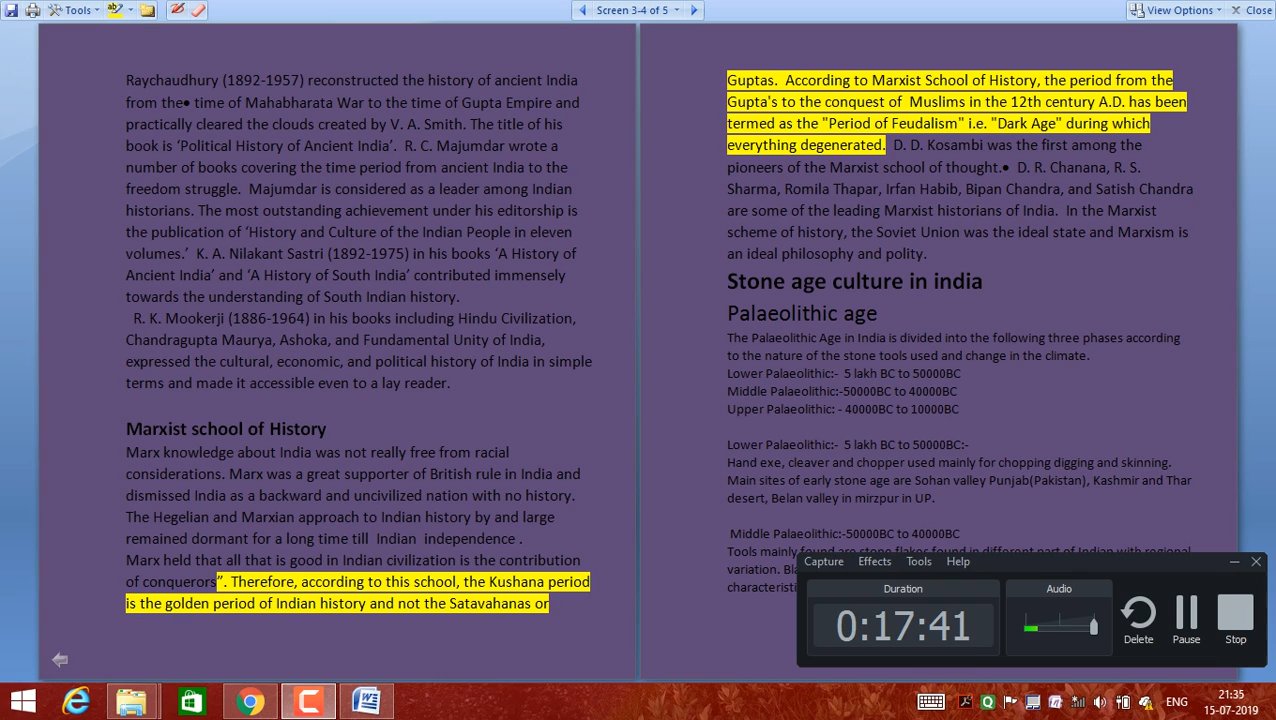 Tools
Screen 3-4 of 5
View Options
Close
Raychaudhury (1892-1957) reconstructed the history of ancient India
from the• time of Mahabharata War to the time of Gupta Empire and
practically cleared the clouds created by V. A. Smith. The title of his
book is ‘Political History of Ancient India’.  R. C. Majumdar wrote a
number of books covering the time period from ancient India to the
freedom struggle.  Majumdar is considered as a leader among Indian
historians. The most outstanding achievement under his editorship is
the publication of ‘History and Culture of the Indian People in eleven
volumes.’  K. A. Nilakant Sastri (1892-1975) in his books ‘A History of
Ancient India’ and ‘A History of South India’ contributed immensely
towards the understanding of South Indian history.
R. K. Mookerji (1886-1964) in his books including Hindu Civilization,
Chandragupta Maurya, Ashoka, and Fundamental Unity of India,
expressed the cultural, economic, and political history of India in simple
terms and made it accessible even to a lay reader.
Marxist school of History
Marx knowledge about India was not really free from racial
considerations. Marx was a great supporter of British rule in India and
dismissed India as a backward and uncivilized nation with no history.
The Hegelian and Marxian approach to Indian history by and large
remained dormant for a long time till  Indian  independence .
Marx held that all that is good in Indian civilization is the contribution
of conquerors”. Therefore, according to this school, the Kushana period
is the golden period of Indian history and not the Satavahanas or
Guptas.  According to Marxist School of History, the period from the
Gupta's to the conquest of  Muslims in the 12th century A.D. has been
termed as the "Period of Feudalism" i.e. "Dark Age" during which
everything degenerated.  D. D. Kosambi was the first among the
pioneers of the Marxist school of thought.•  D. R. Chanana, R. S.
Sharma, Romila Thapar, Irfan Habib, Bipan Chandra, and Satish Chandra
are some of the leading Marxist historians of India.  In the Marxist
scheme of history, the Soviet Union was the ideal state and Marxism is
an ideal philosophy and polity.
Stone age culture in india
Palaeolithic age
The Palaeolithic Age in India is divided into the following three phases according
to the nature of the stone tools used and change in the climate.
Lower Palaeolithic:-  5 lakh BC to 50000BC
Middle Palaeolithic:-50000BC to 40000BC
Upper Palaeolithic: - 40000BC to 10000BC
Lower Palaeolithic:-  5 lakh BC to 50000BC:-
Hand exe, cleaver and chopper used mainly for chopping digging and skinning.
Main sites of early stone age are Sohan valley Punjab(Pakistan), Kashmir and Thar
desert, Belan valley in mirzpur in UP.
Middle Palaeolithic:-50000BC to 40000BC
Tools mainly found are stone flakes found in different part of Indian with regional
variation.
Capture Effects Tools Help
Duration
Audio
0:17:41
Delete
Pause
Stop
ENG
21:35
15-07-2019